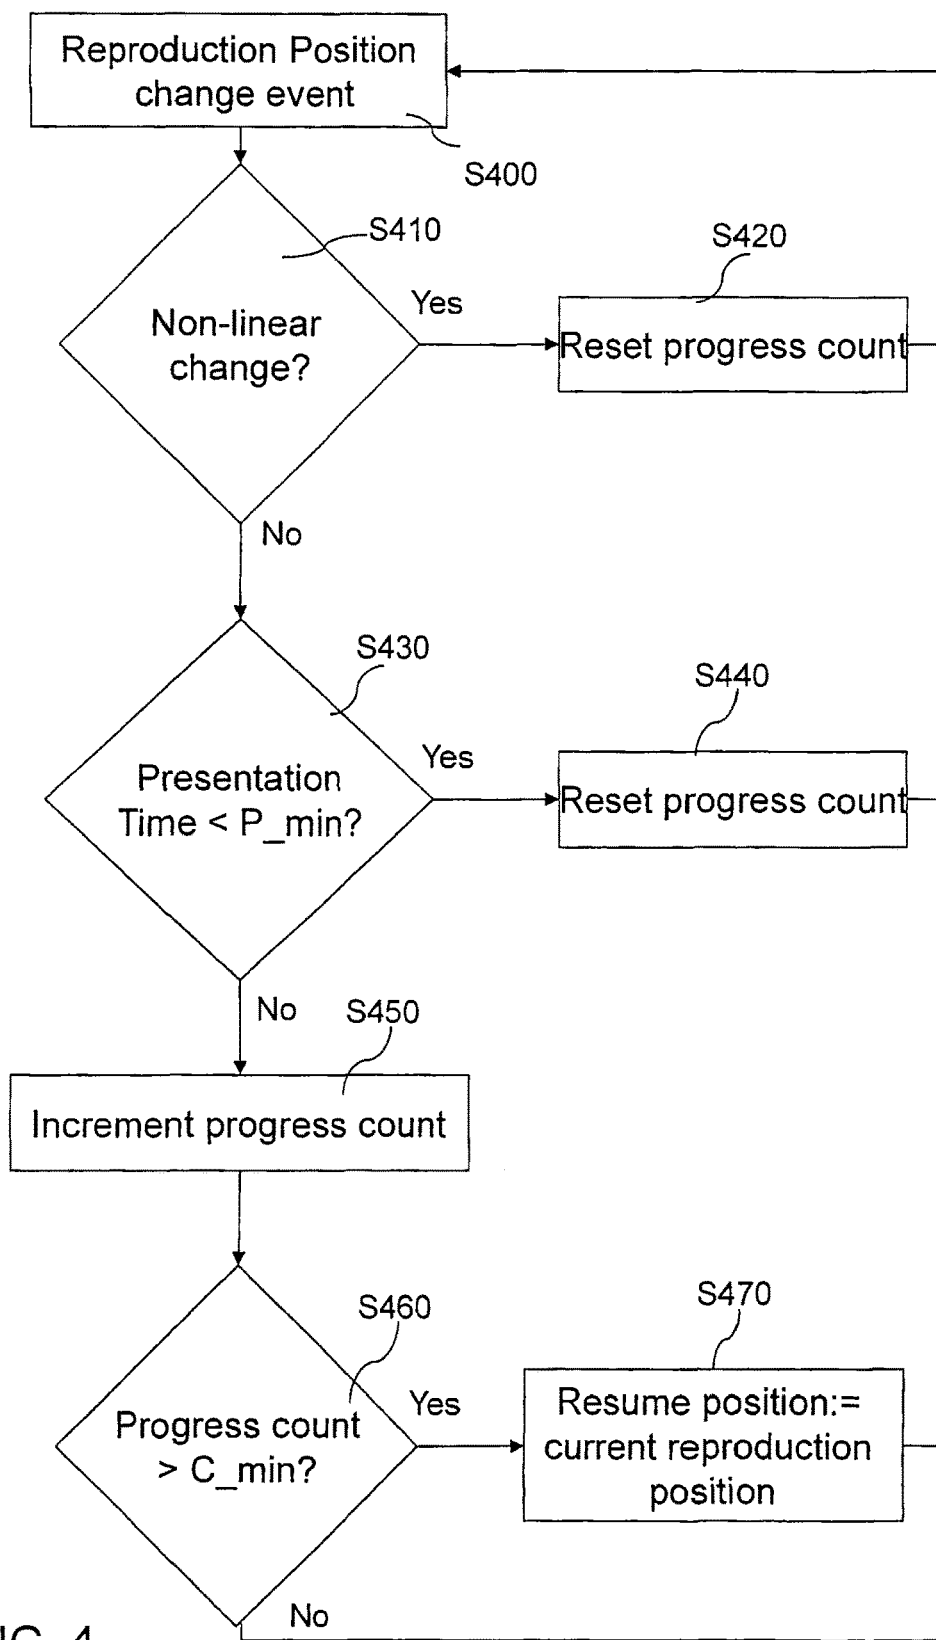 Reproduction Position
change event
S400
S410
Non-linear
change?
Yes
S420
Reset progress count
No
S430
Presentation
Time < P_min?
Yes
S440
Reset progress count
No
S450
Increment progress count
S460
Progress count
> C_min?
Yes
S470
Resume position:=
current reproduction
position
No